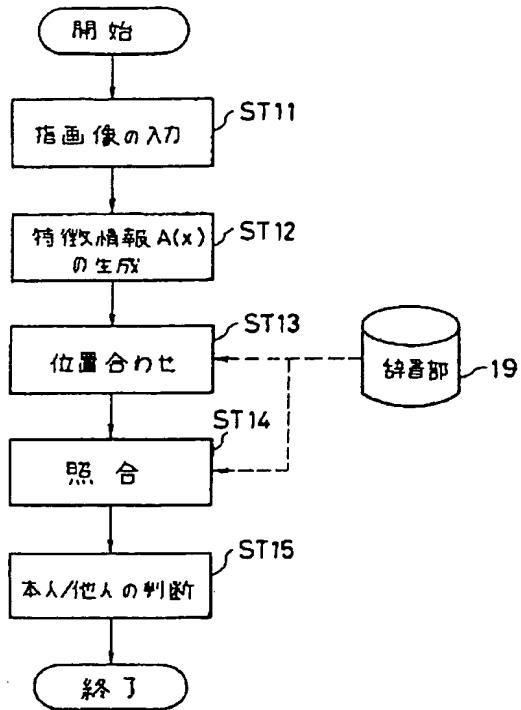 開始
指画像の入力
ST11
特徴情報A(x)
の生成
ST12
位置合わせ
ST13
辞書部
19
照合
ST14
本人/他人の判断
ST15
終了